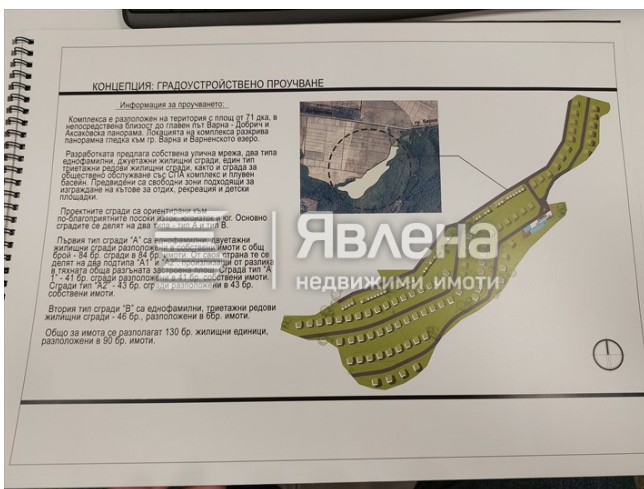 КОНЦЕПЦИЯ: ГРАДОУСТРОЙСТВЕНО ПРОУЧВАНЕ
Информация за проучването:
Комплекса е разположен на територия с площ от 71 дка, в
непосредствена близост до главен път Варна - Добрич и
Аксаковска панорама. Локацията на комплекса разкрива
панорамна гледка към гр. Варна и Варненското езеро.
Разработката предлага собствена улична мрежа, два типа
еднофамилни, двуетажни жилищни сгради, един тип
триетажни редови жилищни сгради, както и сграда за
обществено обслужване със СПА комплекс и плувен
басейн. Предвидени са свободни зони подходящи за
изграждане на кътове за отдих, рекреация и детски
площадки.
Проектните сгради са ориентирани към
по-благоприятните посоки изток, югоизток и юг. Основно
сградите се делят на два типа - тип А и тип В.
Първия тип сгради "А" са еднофамилни, двуетажни
жилищни сгради разположени в собствени имоти с общ
брой - 84 бр. сгради в 84 бр. имоти. От своя страна те се
делят на два подтипа "А1" и "А2", произлизащи от разлика
в тяхната обща разгъната застроена площ. Сграда тип "А
1" - 41 бр. сгради разположени в 41 бр. собствени имоти.
Сгради тип "А2" - 43 бр. сгради разположени в 43 бр.
собствени имоти.
Втория тип сгради "В" са еднофамилни, триетажни редови
жилищни сгради - 46 бр., разположени в 6бр. имоти.
Общо за имота се разполагат 130 бр. жилищни единици,
разположени в 90 бр. имоти.
гр. Варна
Явлена
недвижими имоти